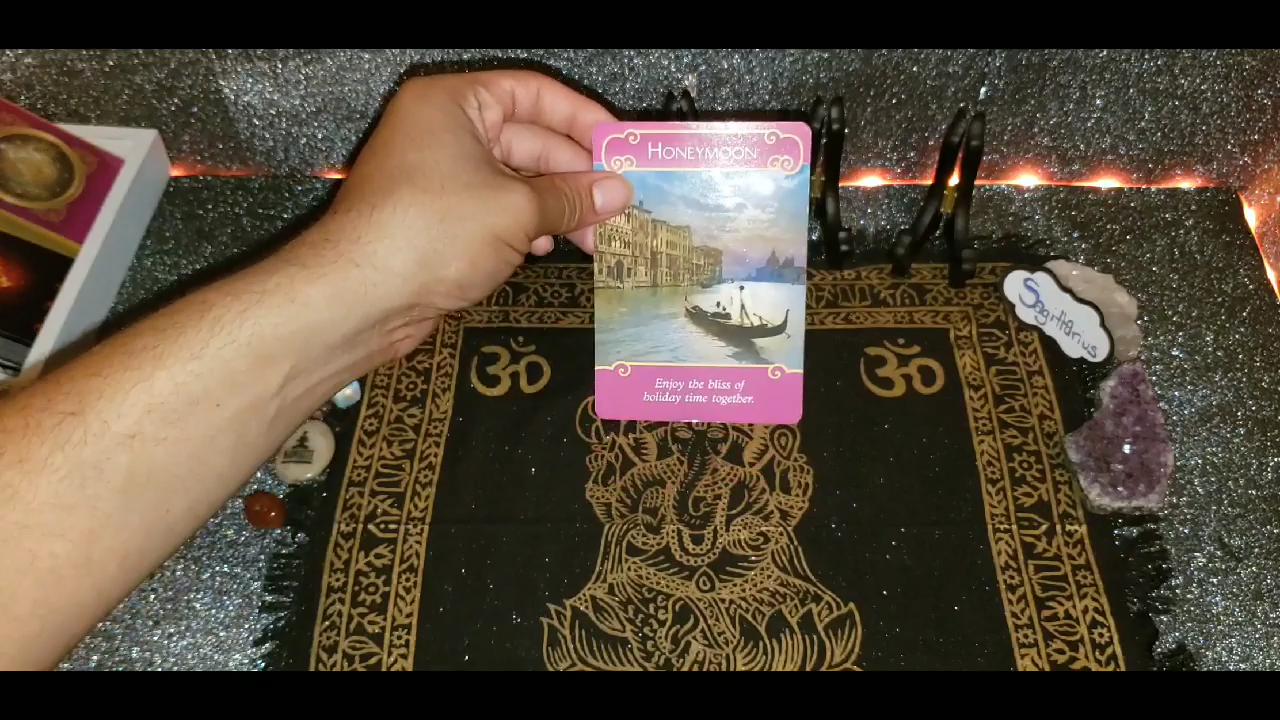 HONEYMOON
Enjoy the bliss of
holiday time together.
Sagittarius
ॐ ॐ